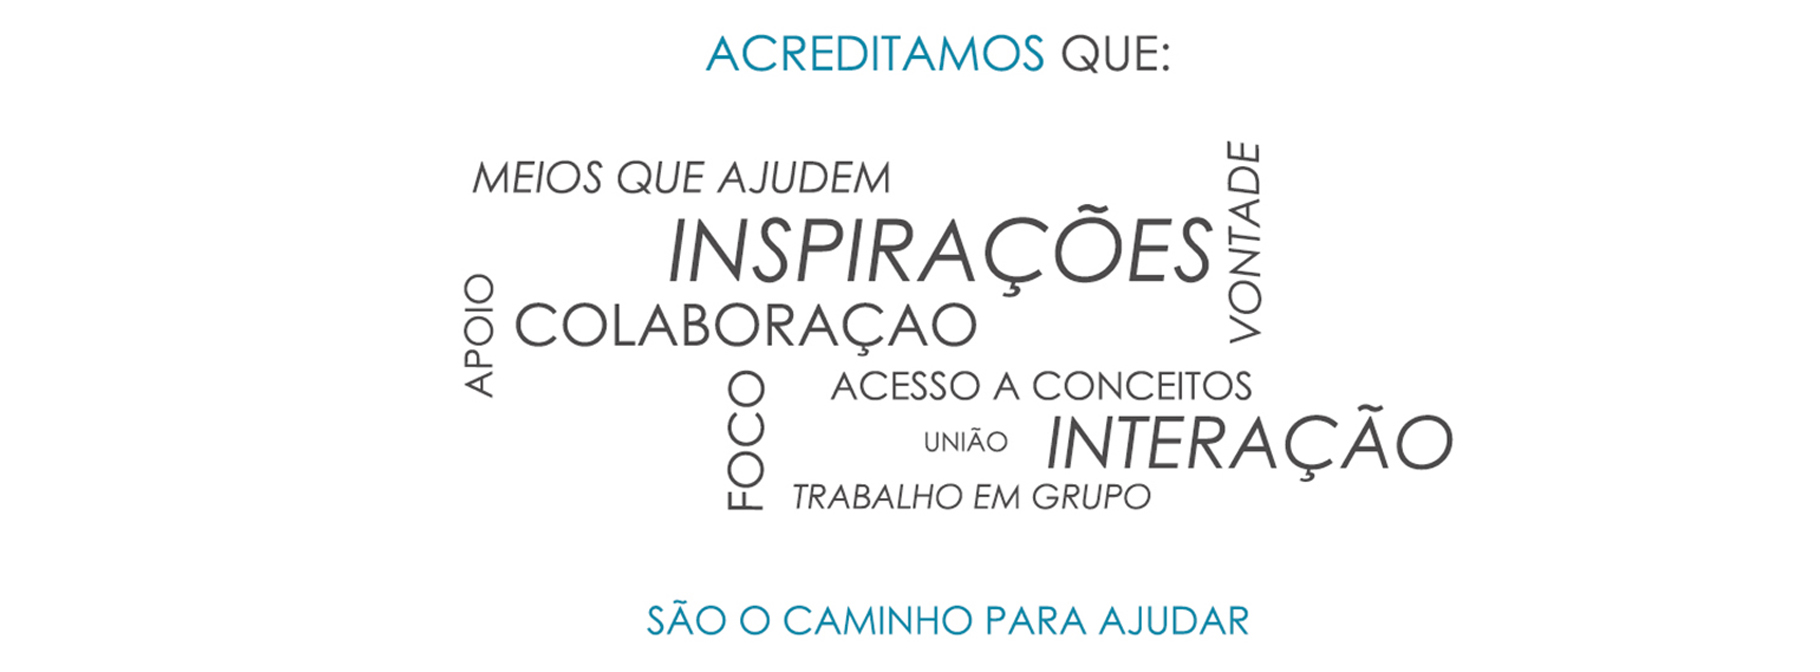 ACREDITAMOS QUE:
MEIOS QUE AJUDEM
VONTADE
INSPIRAÇÕES
APOIO
COLABORAÇAO
FOCO
ACESSO A CONCEITOS
UNIÃO
INTERAÇÃO
TRABALHO EM GRUPO
SÃO O CAMINHO PARA AJUDAR